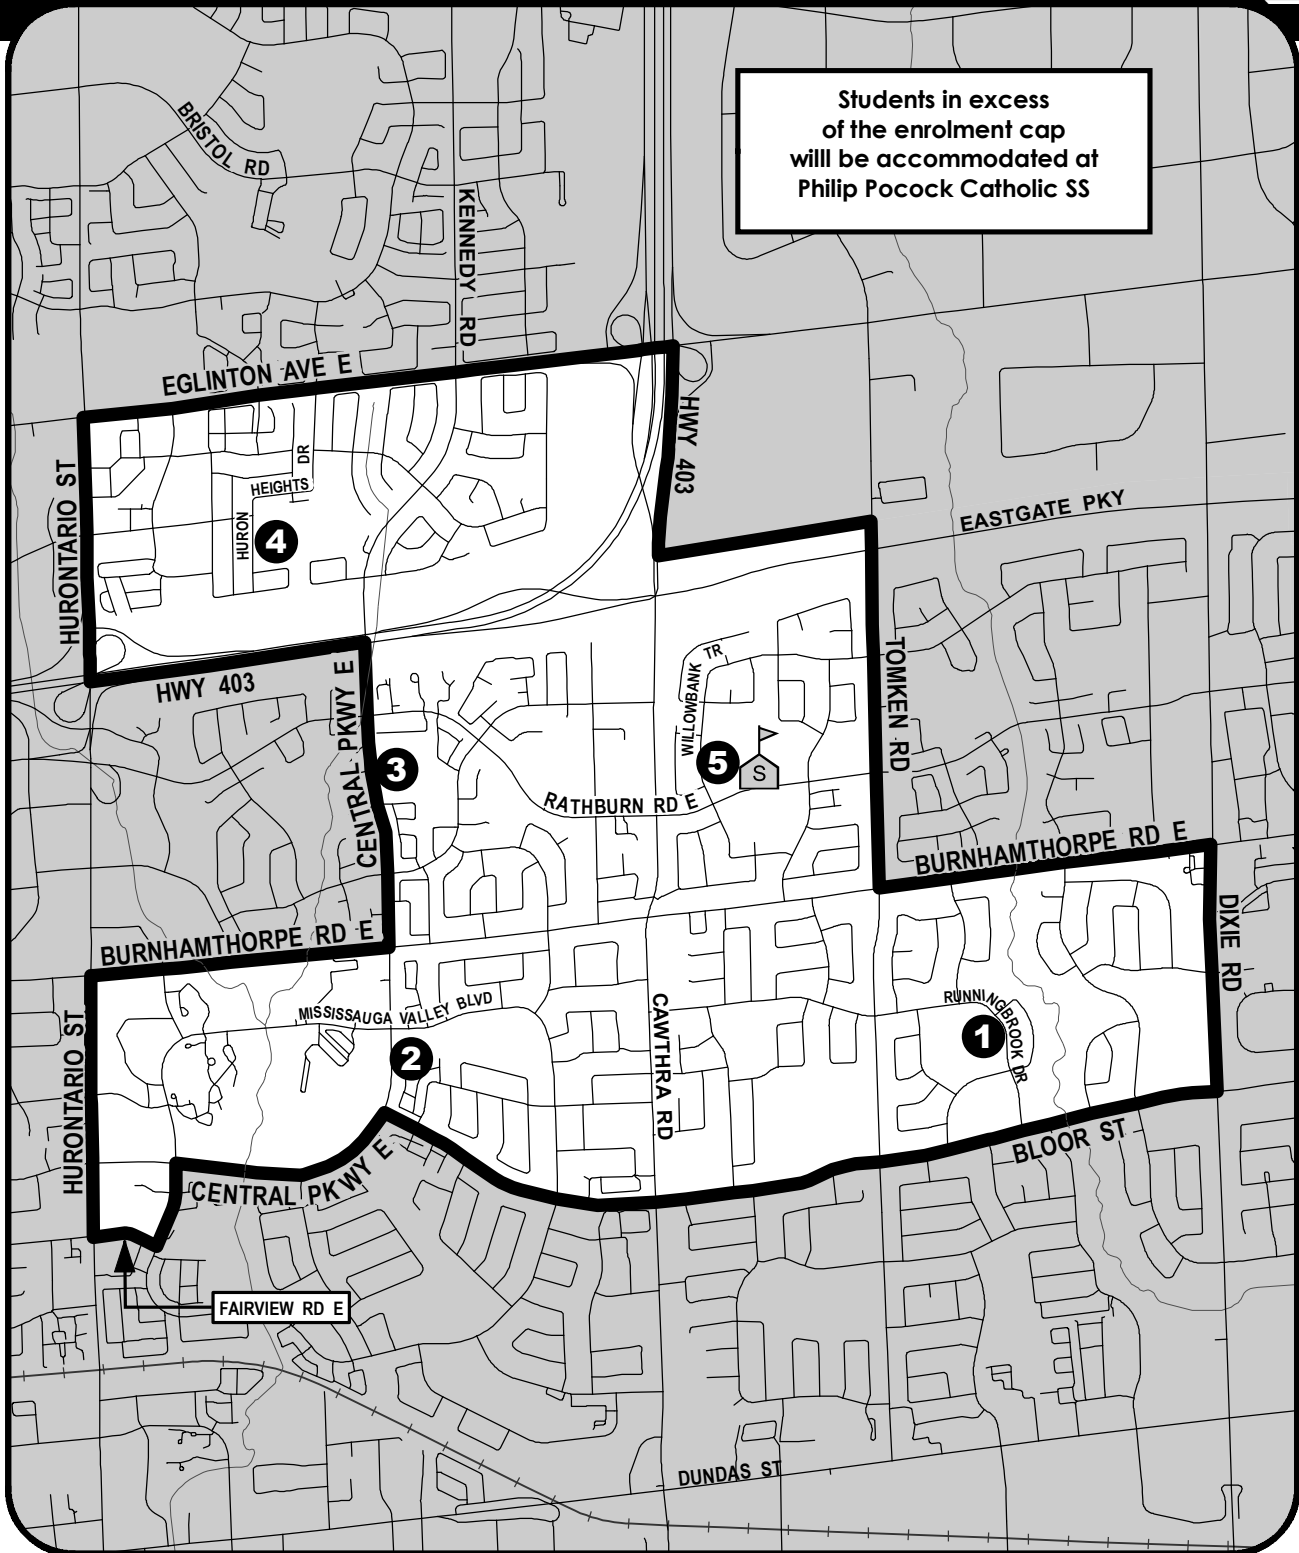 Students in excess
of the enrolment cap
willl be accommodated at
Philip Pocock Catholic SS
BRISTOL RD
KENNEDY RD
EGLINTON AVE E
HWY 403
HURONTARIO ST
DR
HEIGHTS
HURON
4
EASTGATE PKY
HWY 403
CENTRAL PKWY E
WILLOWBANK TR
TOMKEN RD
3
5
S
RATHBURN RD E
BURNHAMTHORPE RD E
BURNHAMTHORPE RD E
DIXIE RD
MISSISSAUGA VALLEY BLVD
CAWTHRA RD
RUNNINGBROOK DR
1
2
HURONTARIO ST
BLOOR ST
CENTRAL PKWY E
FAIRVIEW RD E
DUNDAS ST